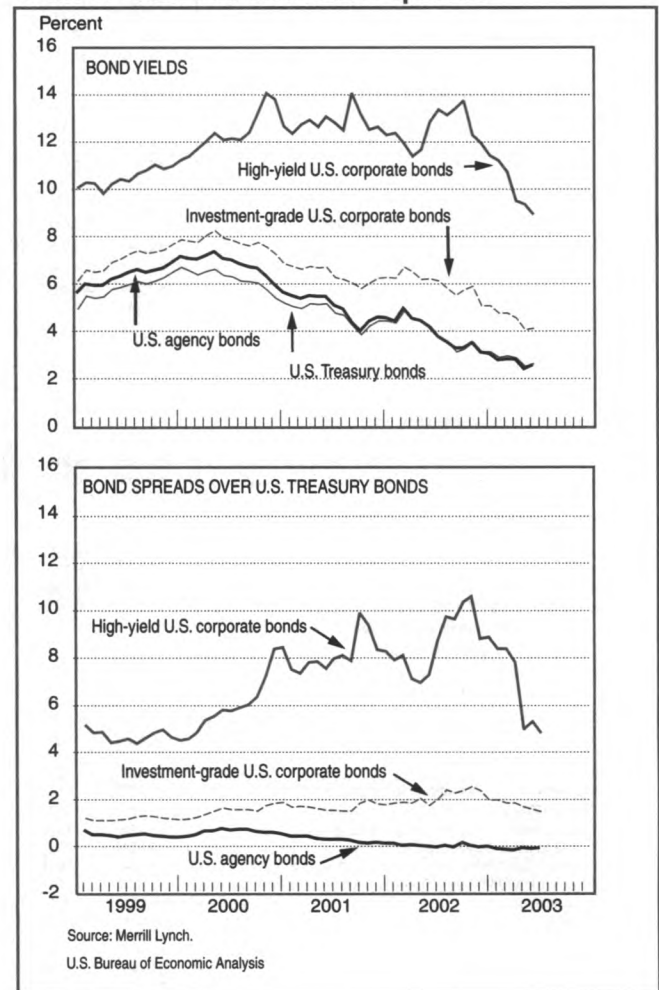 Percent
16
BOND YIELDS
14
12
High-yield U.S. corporate bonds
10
Investment-grade U.S. corporate bonds
8
6
U.S. agency bonds
4
U.S. Treasury bonds
2
0
16
BOND SPREADS OVER U.S. TREASURY BONDS
14
12
10
High-yield U.S. corporate bonds
8
6
4
Investment-grade U.S. corporate bonds
2
0
U.S. agency bonds
-2
1999 2000 2001 2002 2003
Source: Merrill Lynch.
U.S. Bureau of Economic Analysis